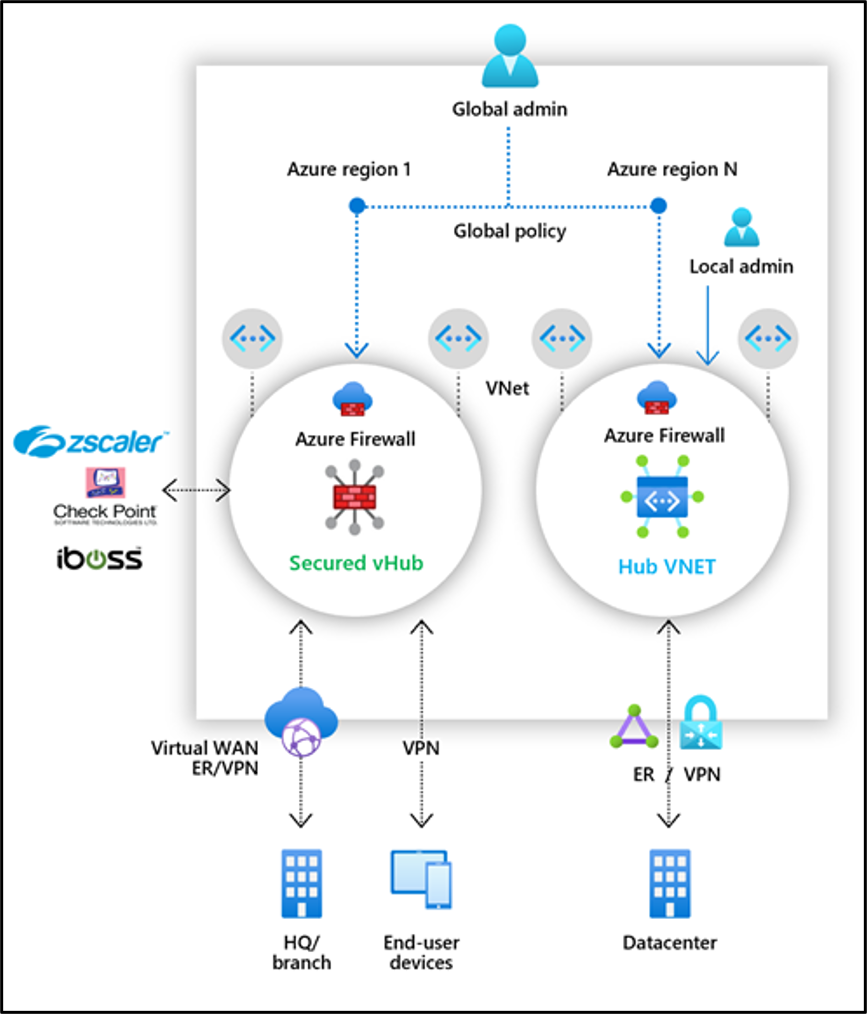 Global admin
Azure region 1
Azure region N
Global policy
Local admin
VNet
Azure Firewall
Azure Firewall
zscaler™
Check Point
SOFTWARE TECHNOLOGIES LTD.
iboss
Secured vHub
Hub VNET
Virtual WAN
ER/VPN
VPN
ER / VPN
HQ/
branch
End-user
devices
Datacenter